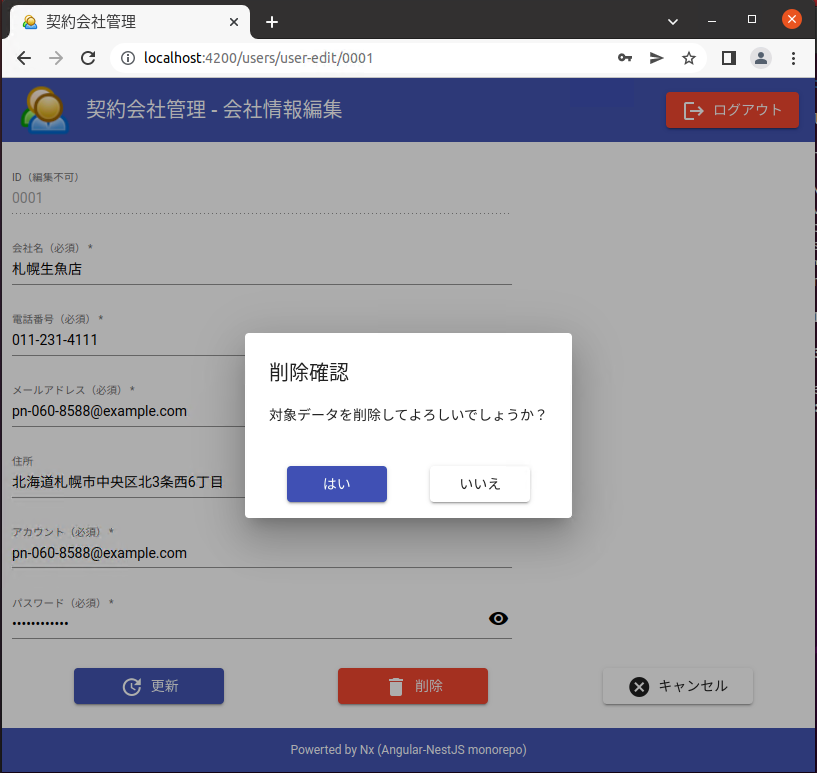 契約会社管理
localhost:4200/users/user-edit/0001
契約会社管理 - 会社情報編集
ログアウト
ID（編集不可）
0001
会社名（必須） *
札幌生魚店
電話番号（必須） *
011-231-4111
メールアドレス（必須） *
pn-060-8588@example.com
住所
北海道札幌市中央区北3条西6丁目
アカウント（必須） *
pn-060-8588@example.com
パスワード（必須） *
••••••••••••
削除確認
対象データを削除してよろしいでしょうか？
はい
いいえ
更新
削除
キャンセル
Powerted by Nx (Angular-NestJS monorepo)